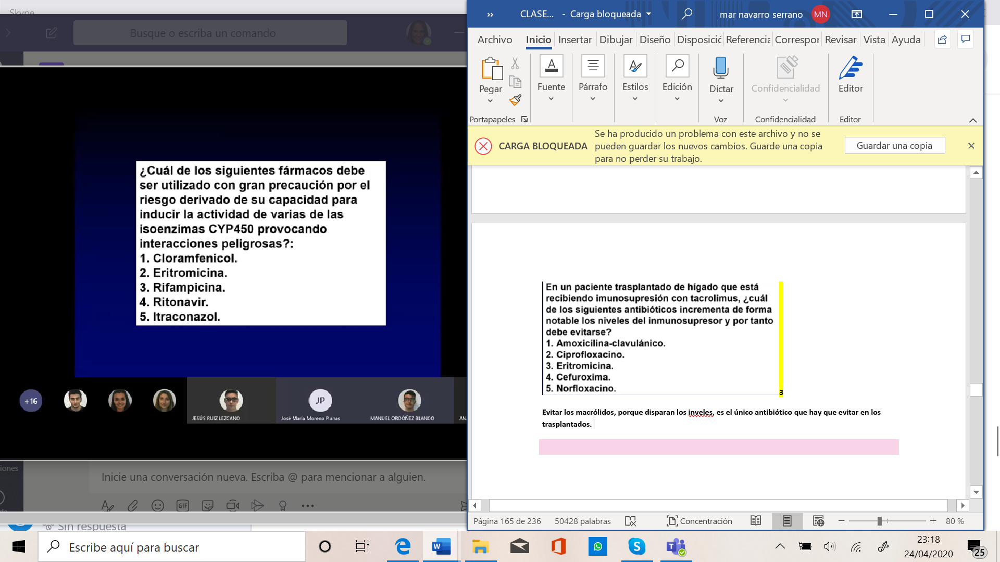 Skype
Busque o escriba un comando
¿Cuál de los siguientes fármacos debe
ser utilizado con gran precaución por el
riesgo derivado de su capacidad para
inducir la actividad de varias de las
isoenzimas CYP450 provocando
interacciones peligrosas?:
1. Cloramfenicol.
2. Eritromicina.
3. Rifampicina.
4. Ritonavir.
5. Itraconazol.
+16
JESÚS RUIZ LEZCANO
JP
José María Moreno Planas
MANUEL ORDÓÑEZ BLANCO
AN
iones
Inicie una conversación nueva. Escriba @ para mencionar a alguien.
GIF
Sin respuesta
CLASE... - Carga bloqueada
mar navarro serrano
MN
Archivo Inicio Insertar Dibujar Diseño Disposició Referencia Correspor Revisar Vista Ayuda
Pegar
Fuente
Párrafo
Estilos
Edición
Dictar
Confidencialidad
Editor
Portapapeles
Voz
Confidencialidad
Editor
CARGA BLOQUEADA
Se ha producido un problema con este archivo y no se
pueden guardar los nuevos cambios. Guarde una copia
para no perder su trabajo.
Guardar una copia
En un paciente trasplantado de hígado que está
recibiendo imunosupresión con tacrolimus, ¿cuál
de los siguientes antibióticos incrementa de forma
notable los niveles del inmunosupresor y por tanto
debe evitarse?
1. Amoxicilina-clavulánico.
2. Ciprofloxacino.
3. Eritromicina.
4. Cefuroxima.
5. Norfloxacino.
3
Evitar los macrólidos, porque disparan los inveles, es el único antibiótico que hay que evitar en los
trasplantados.
Página 165 de 236 50428 palabras Concentración 80 %
Escribe aquí para buscar
23:18
24/04/2020
25